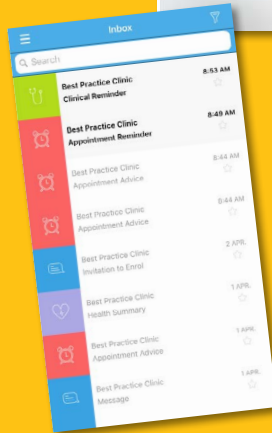 Inbox
Search
Best Practice Clinic
8:53 AM
Clinical Reminder
Best Practice Clinic
8:49 AM
Appointment Reminder
Best Practice Clinic
8:44 AM
Appointment Advice
Best Practice Clinic
8:44 AM
Appointment Advice
Best Practice Clinic
2 APR.
Invitation to Enrol
Best Practice Clinic
1 APR.
Health Summary
Best Practice Clinic
1 APR.
Appointment Advice
Best Practice Clinic
1 APR.
Message